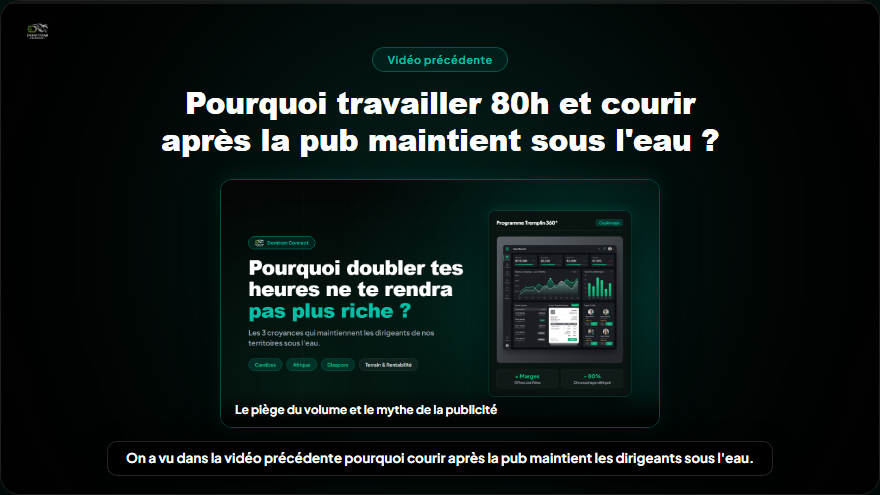 Vidéo précédente
Pourquoi travailler 80h et courir
après la pub maintient sous l'eau ?
Programme Tremplin 360°
Domtom Connect
Pourquoi doubler tes
heures ne te rendra
pas plus riche ?
Les 3 croyances qui maintiennent les dirigeants de nos
territoires sous l'eau.
Caraïbes
Afrique
Diaspora
Terrain & Rentabilité
+ Marges
- 80%
Le piège du volume et le mythe de la publicité
On a vu dans la vidéo précédente pourquoi courir après la pub maintient les dirigeants sous l'eau.